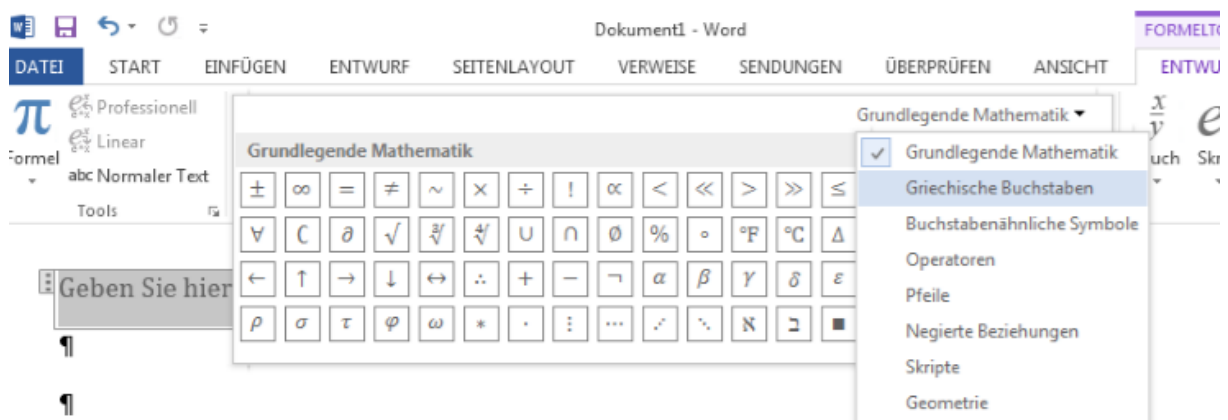 Dokument1 - Word
FORMELTO
DATEI START EINFÜGEN ENTWURF SEITENLAYOUT VERWEISE SENDUNGEN ÜBERPRÜFEN ANSICHT ENTWU
π
Professionell
Linear
abc Normaler Text
Formel
Tools
Grundlegende Mathematik
Grundlegende Mathematik
± ∞ = ≠ ~ × ÷ ! ∝ < ≪ > ≫ ≤
∀ ∁ ∂ √ ∛ ∜ ∪ ∩ ∅ % ° °F °C ∆
← ↑ → ↓ ↔ ∴ + − ¬ α β γ δ ε
ρ σ τ φ ω ∗ ∙ ⋮ ⋯ ⋰ ⋱ ℵ ℶ ∎
Grundlegende Mathematik
Griechische Buchstaben
Buchstabenähnliche Symbole
Operatoren
Pfeile
Negierte Beziehungen
Skripte
Geometrie
x
y
e
uch Skr
Geben Sie hier
¶
¶